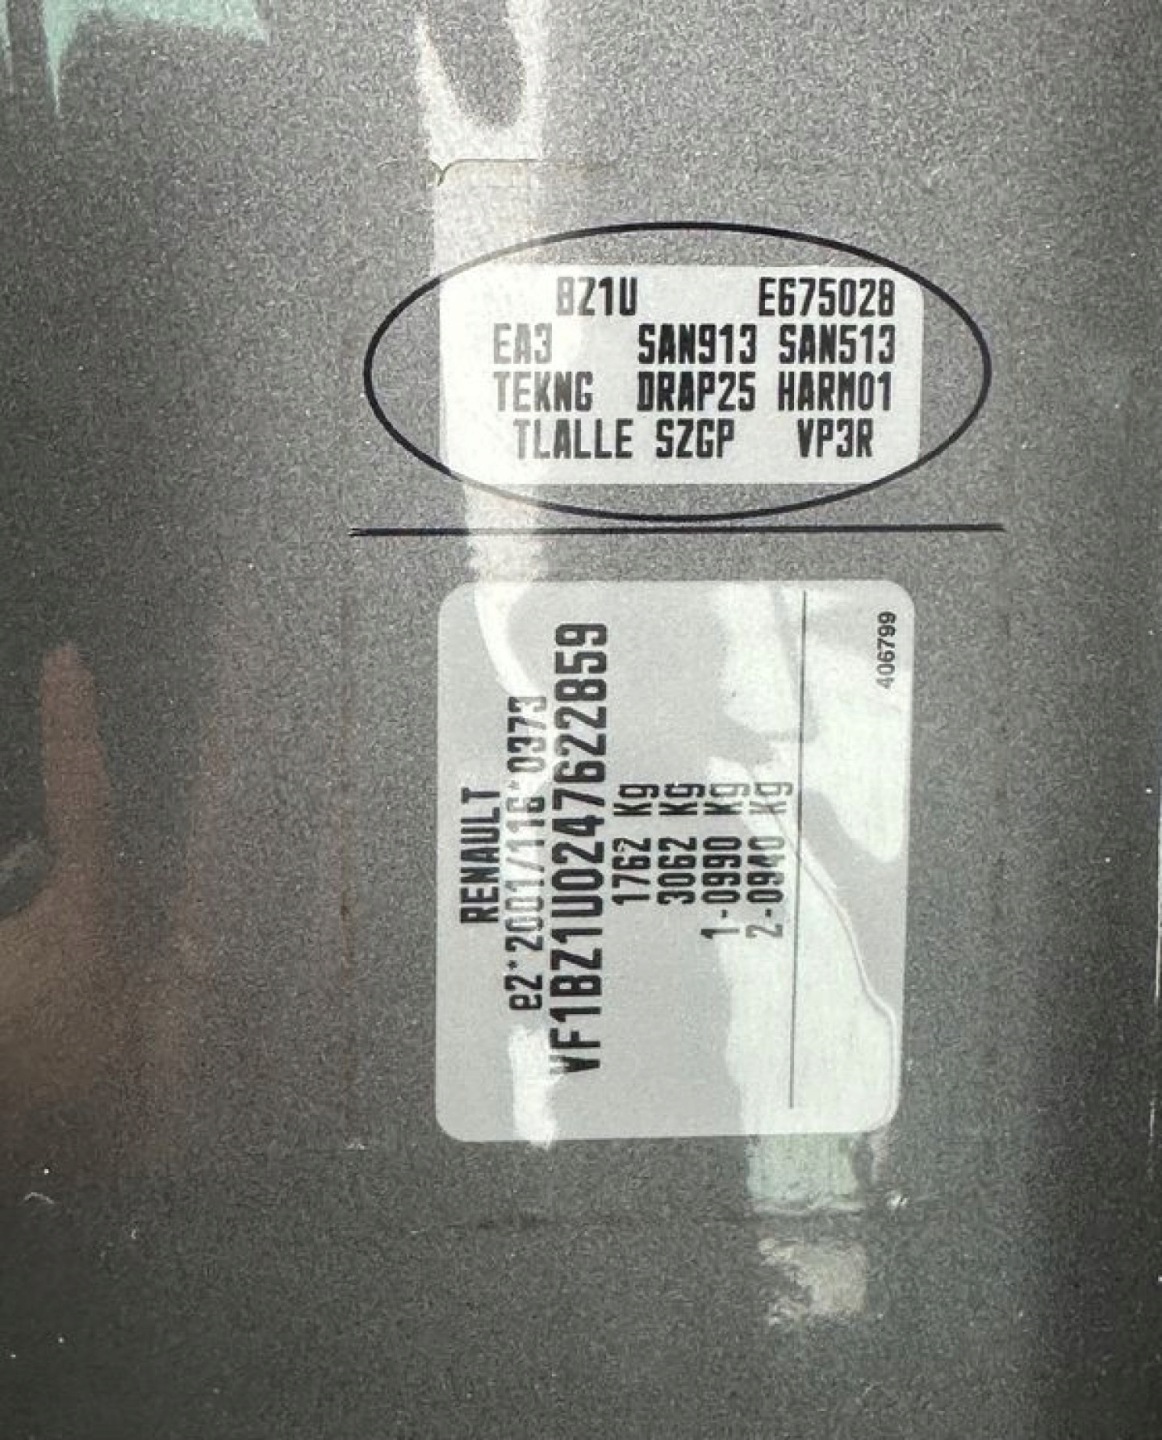 BZ1U E675028
EA3 SAN913 SAN513
TEKNG DRAP25 HARM01
TLALLE SZGP VP3R
RENAULT
e2*2001/116*0373
VF1BZ1U0247622859
1762 Kg
3062 Kg
1-0990 Kg
2-0940 Kg
406799